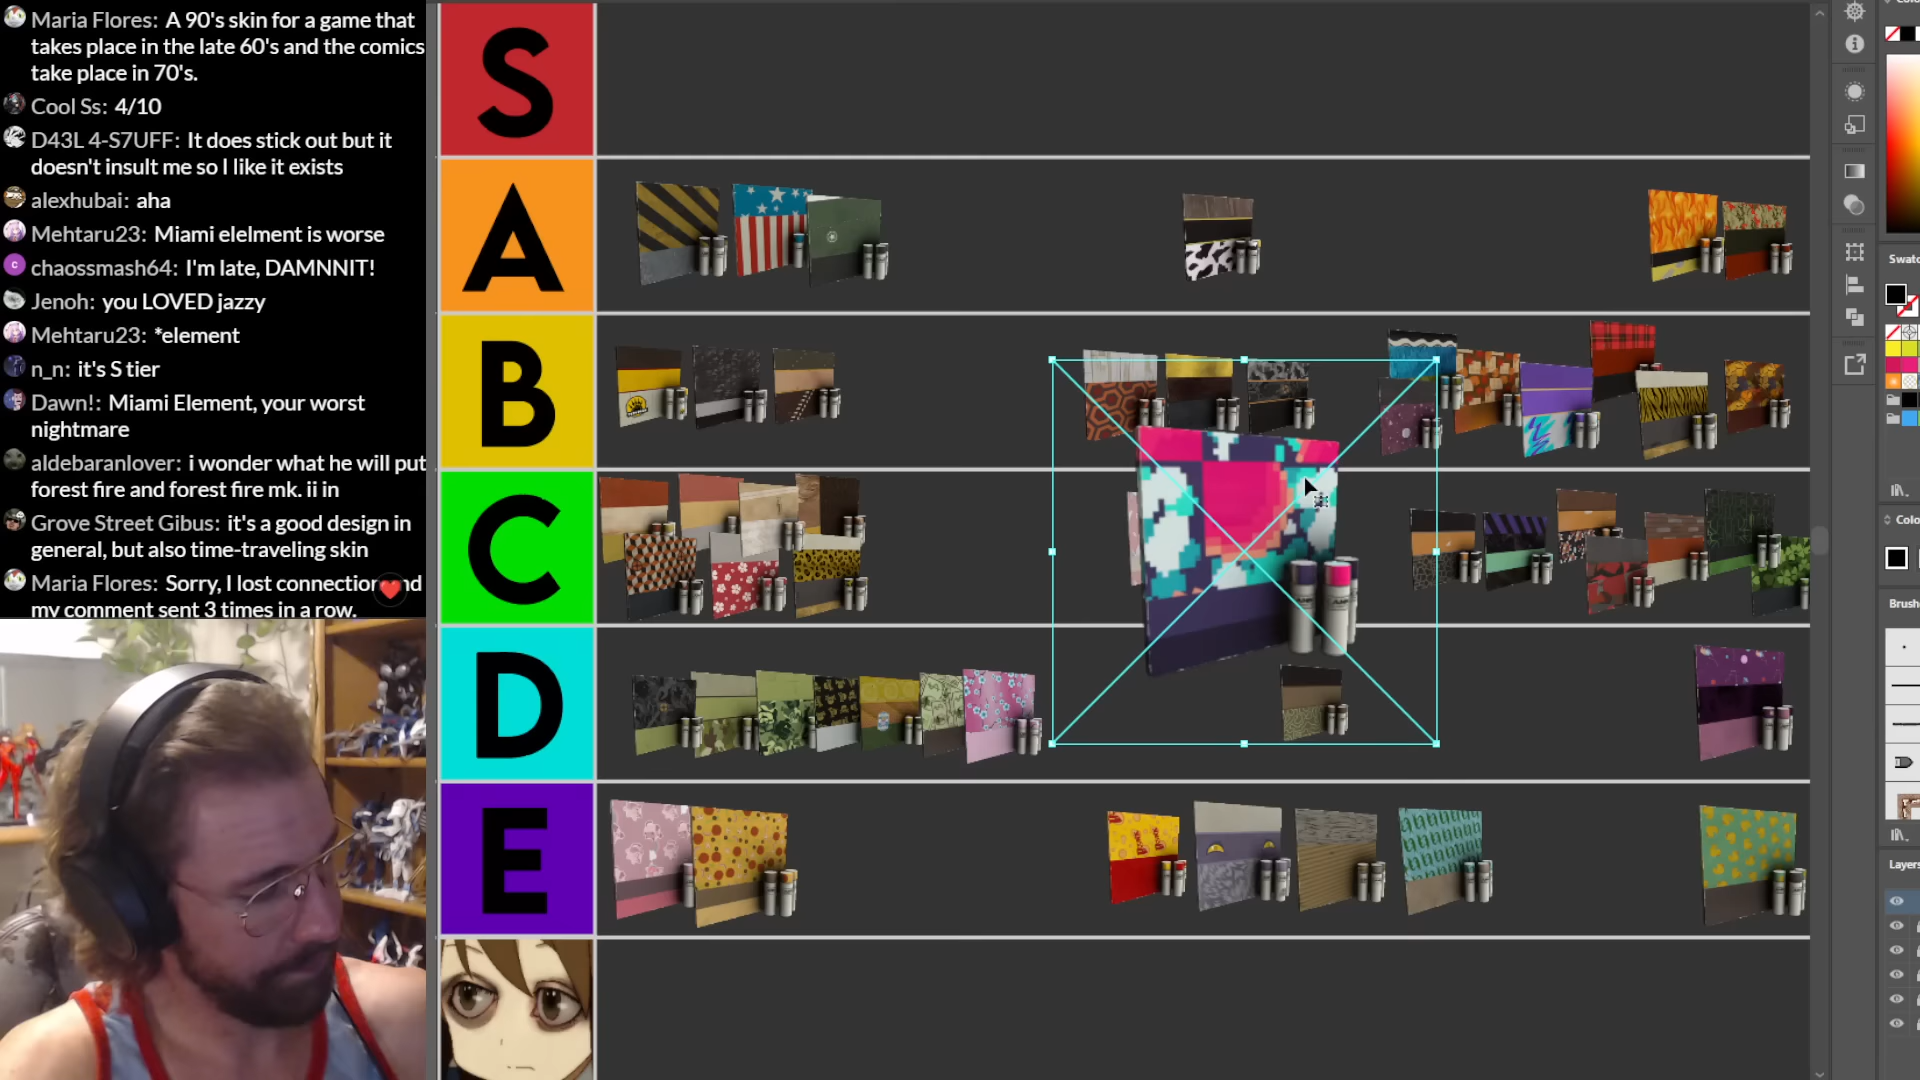 Maria Flores: A 90's skin for a game that
takes place in the late 60's and the comics
take place in 70's.
Cool Ss: 4/10
D43L 4-S7UFF: It does stick out but it
doesn't insult me so I like it exists
alexhubai: aha
Mehtaru23: Miami elelment is worse
chaossmash64: I'm late, DAMNNIT!
Jenoh: you LOVED jazzy
Mehtaru23: *element
n_n: it's S tier
Dawn!: Miami Element, your worst
nightmare
aldebaranlover: i wonder what he will put
forest fire and forest fire mk. ii in
Grove Street Gibus: it's a good design in
general, but also time-traveling skin
Maria Flores: Sorry, I lost connection nd
my comment sent 3 times in a row.
S
A
B
C
D
E
Swatc
Colo
Brush
Layers